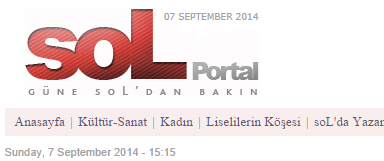 07 SEPTEMBER 2014
soL Portal
GÜNE SOL'DAN BAKIN
Anasayfa | Kültür-Sanat | Kadın | Liselilerin Köşesi | soL'da Yazar
Sunday, 7 September 2014 - 15:15